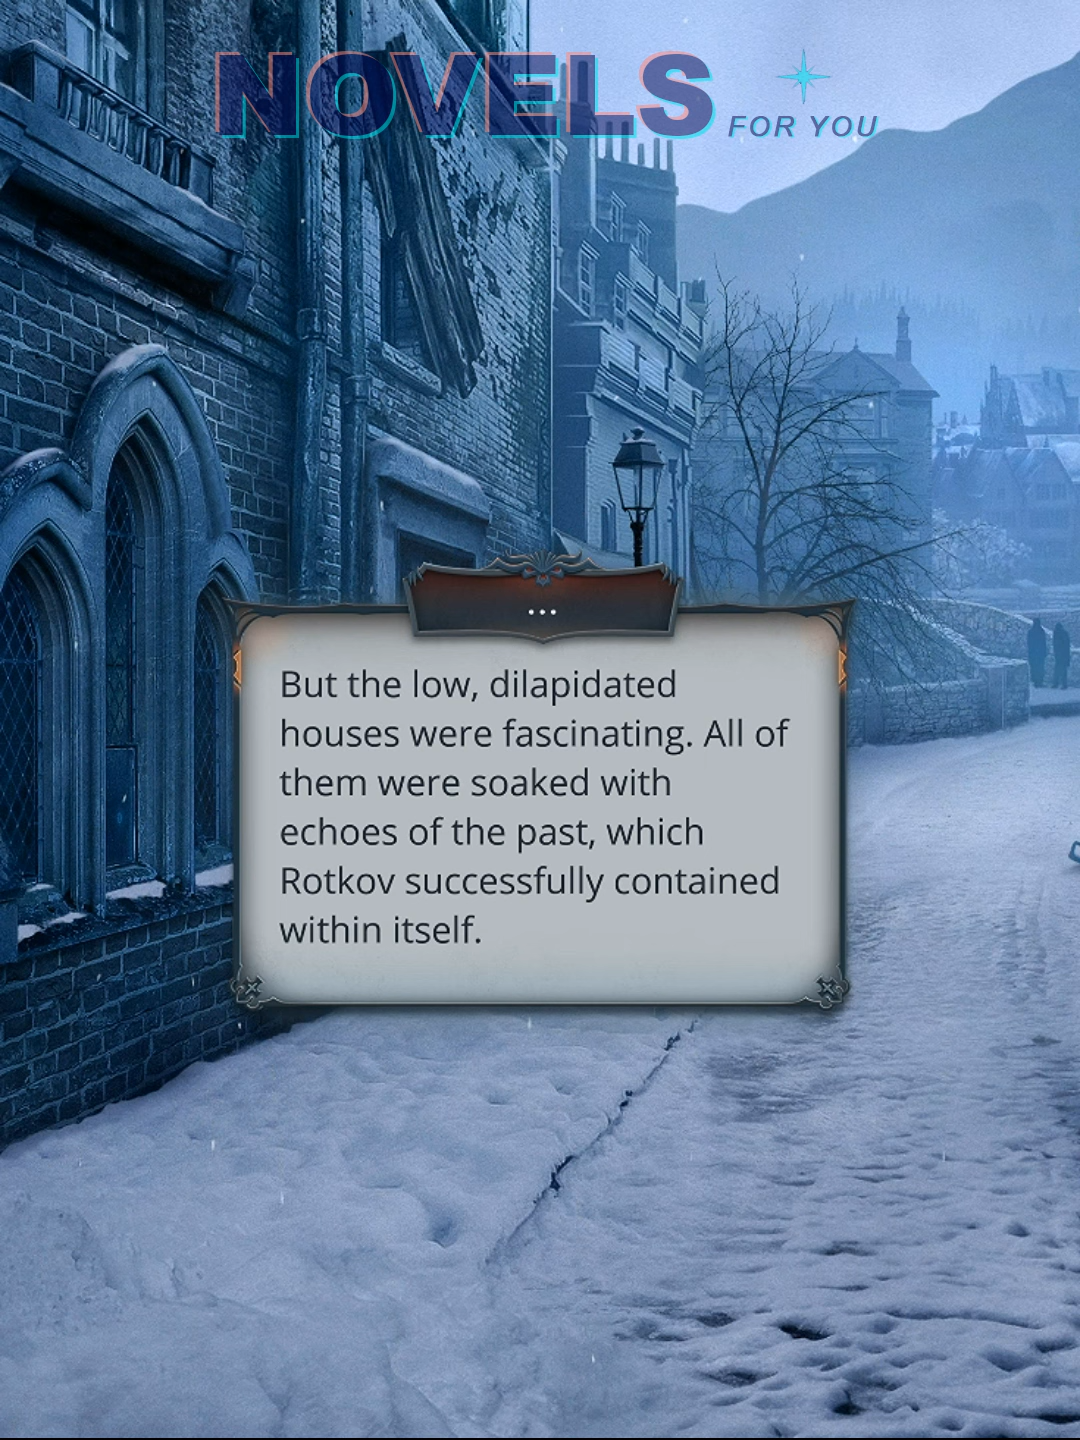 NOVELS FOR YOU
...
But the low, dilapidated
houses were fascinating. All of
them were soaked with
echoes of the past, which
Rotkov successfully contained
within itself.